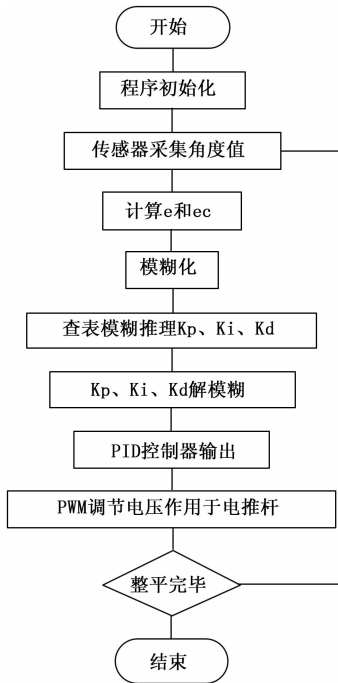 开始
程序初始化
传感器采集角度值
计算e和ec
模糊化
查表模糊推理Kp、Ki、Kd
Kp、Ki、Kd解模糊
PID控制器输出
PWM调节电压作用于电推杆
整平完毕
结束